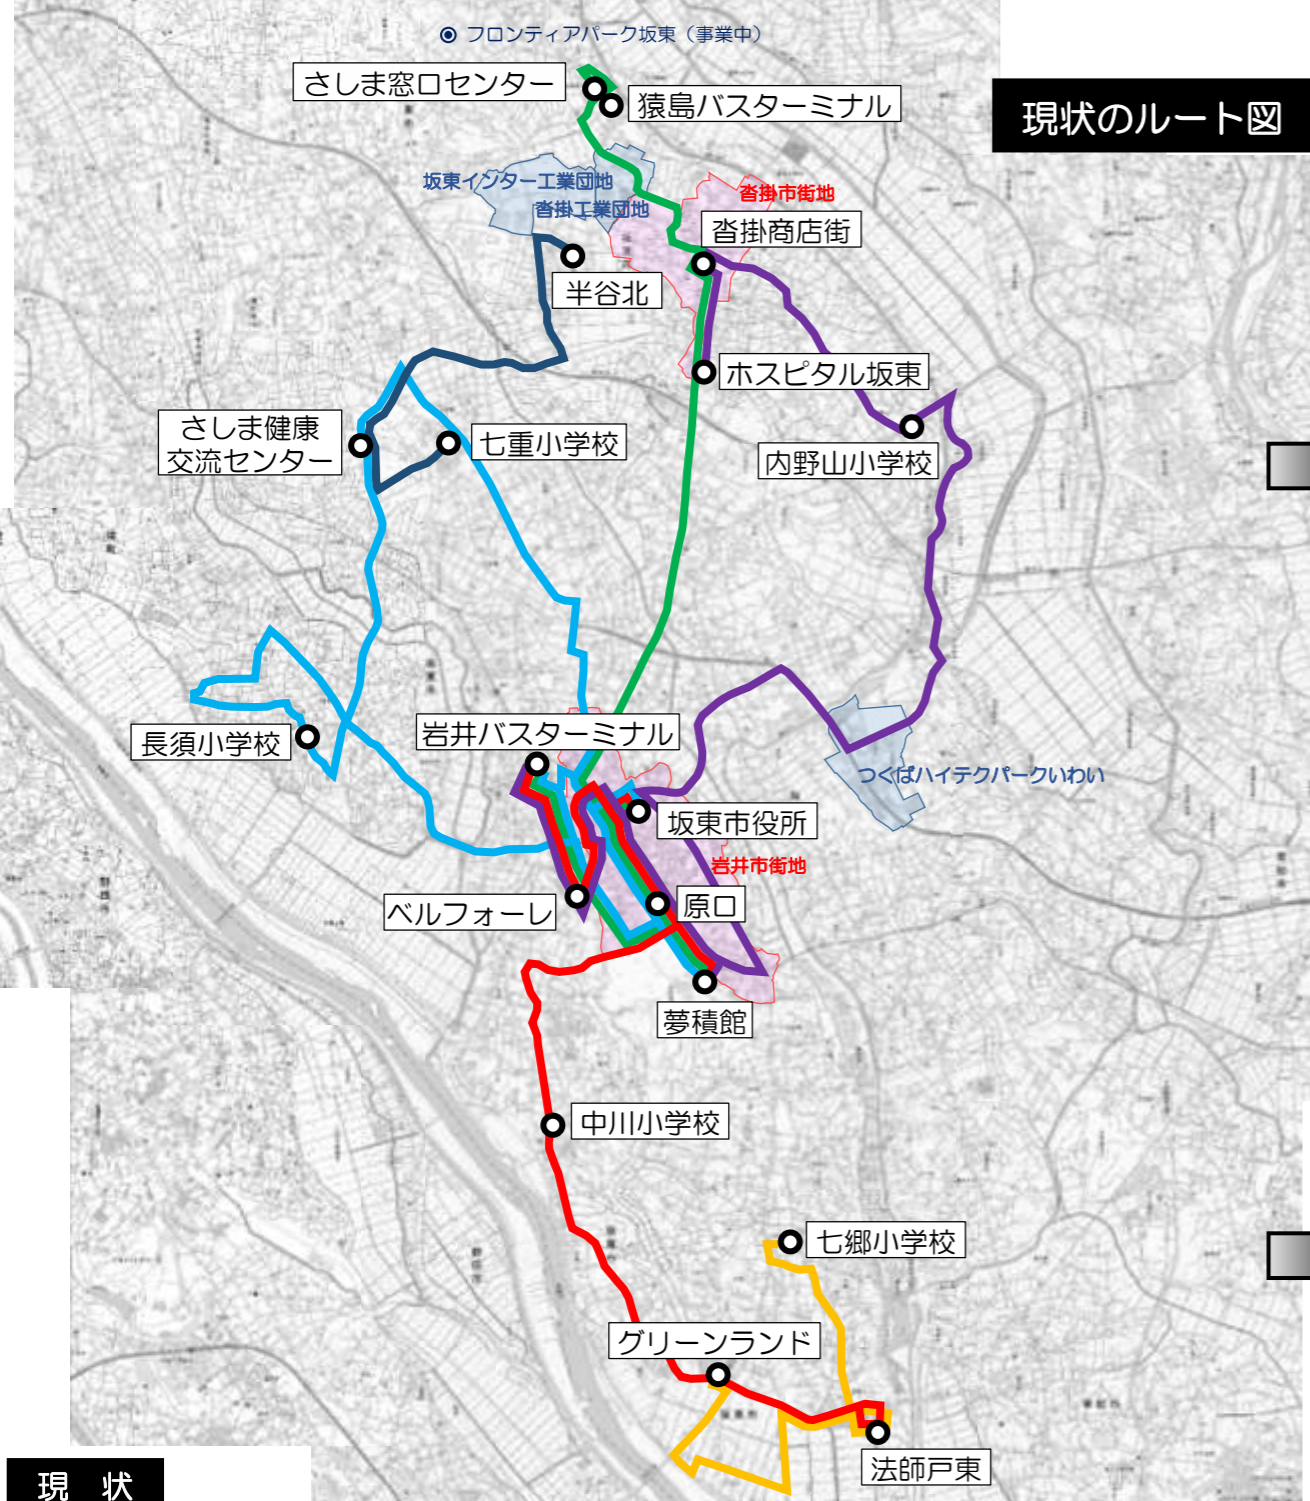 フロンティアパーク坂東（事業中）
さしま窓口センター
猿島バスターミナル
現状のルート図
坂東インター工業団地
沓掛市街地
沓掛工業団地
沓掛商店街
半谷北
ホスピタル坂東
さしま健康
交流センター
七重小学校
内野山小学校
長須小学校
岩井バスターミナル
つくばハイテクパークいわい
坂東市役所
岩井市街地
ベルフォーレ
原口
夢積館
中川小学校
七郷小学校
グリーンランド
法師戸東
現　状